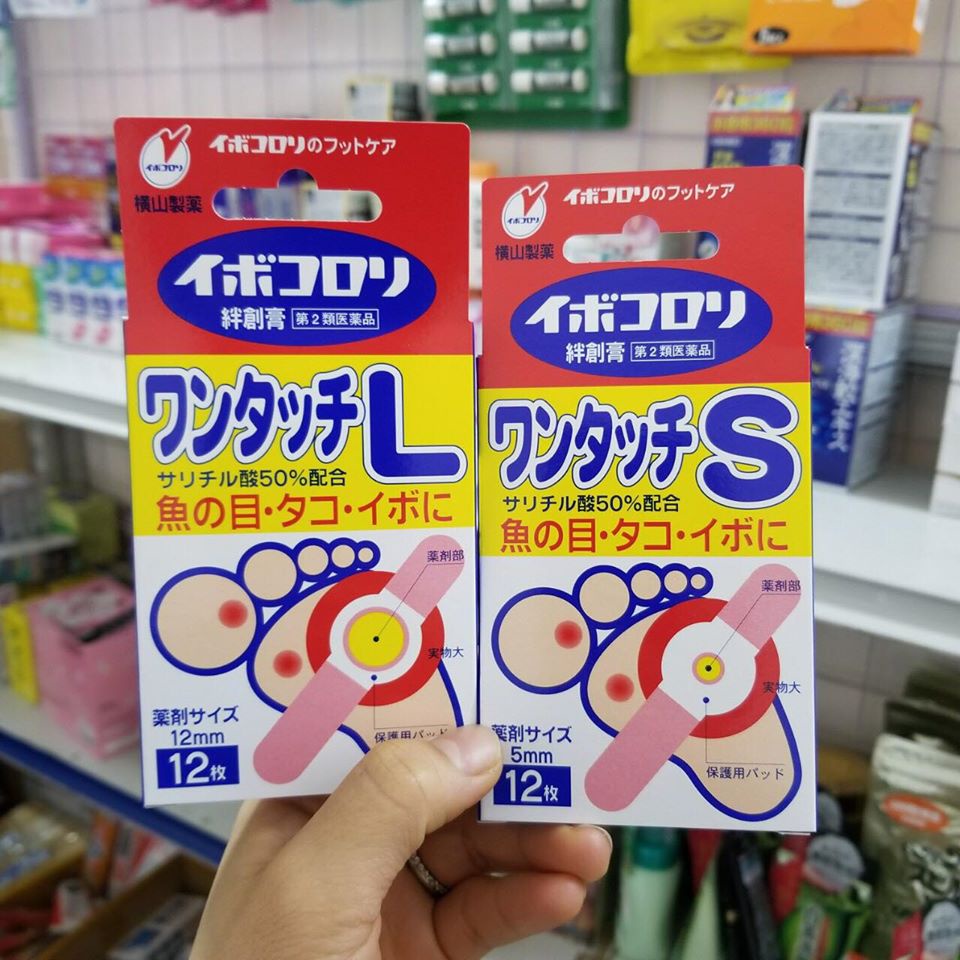 イボコロリのフットケア
イボコロリ
横山製薬
イボコロリ
絆創膏 第2類医薬品
ワンタッチL
サリチル酸50%配合
魚の目・タコ・イボに
薬剤部
実物大
薬剤サイズ
12mm
保護用パッド
12枚
イボコロリのフットケア
イボコロリ
横山製薬
イボコロリ
絆創膏 第2類医薬品
ワンタッチS
サリチル酸50%配合
魚の目・タコ・イボに
薬剤部
実物大
薬剤サイズ
5mm
保護用パッド
12枚